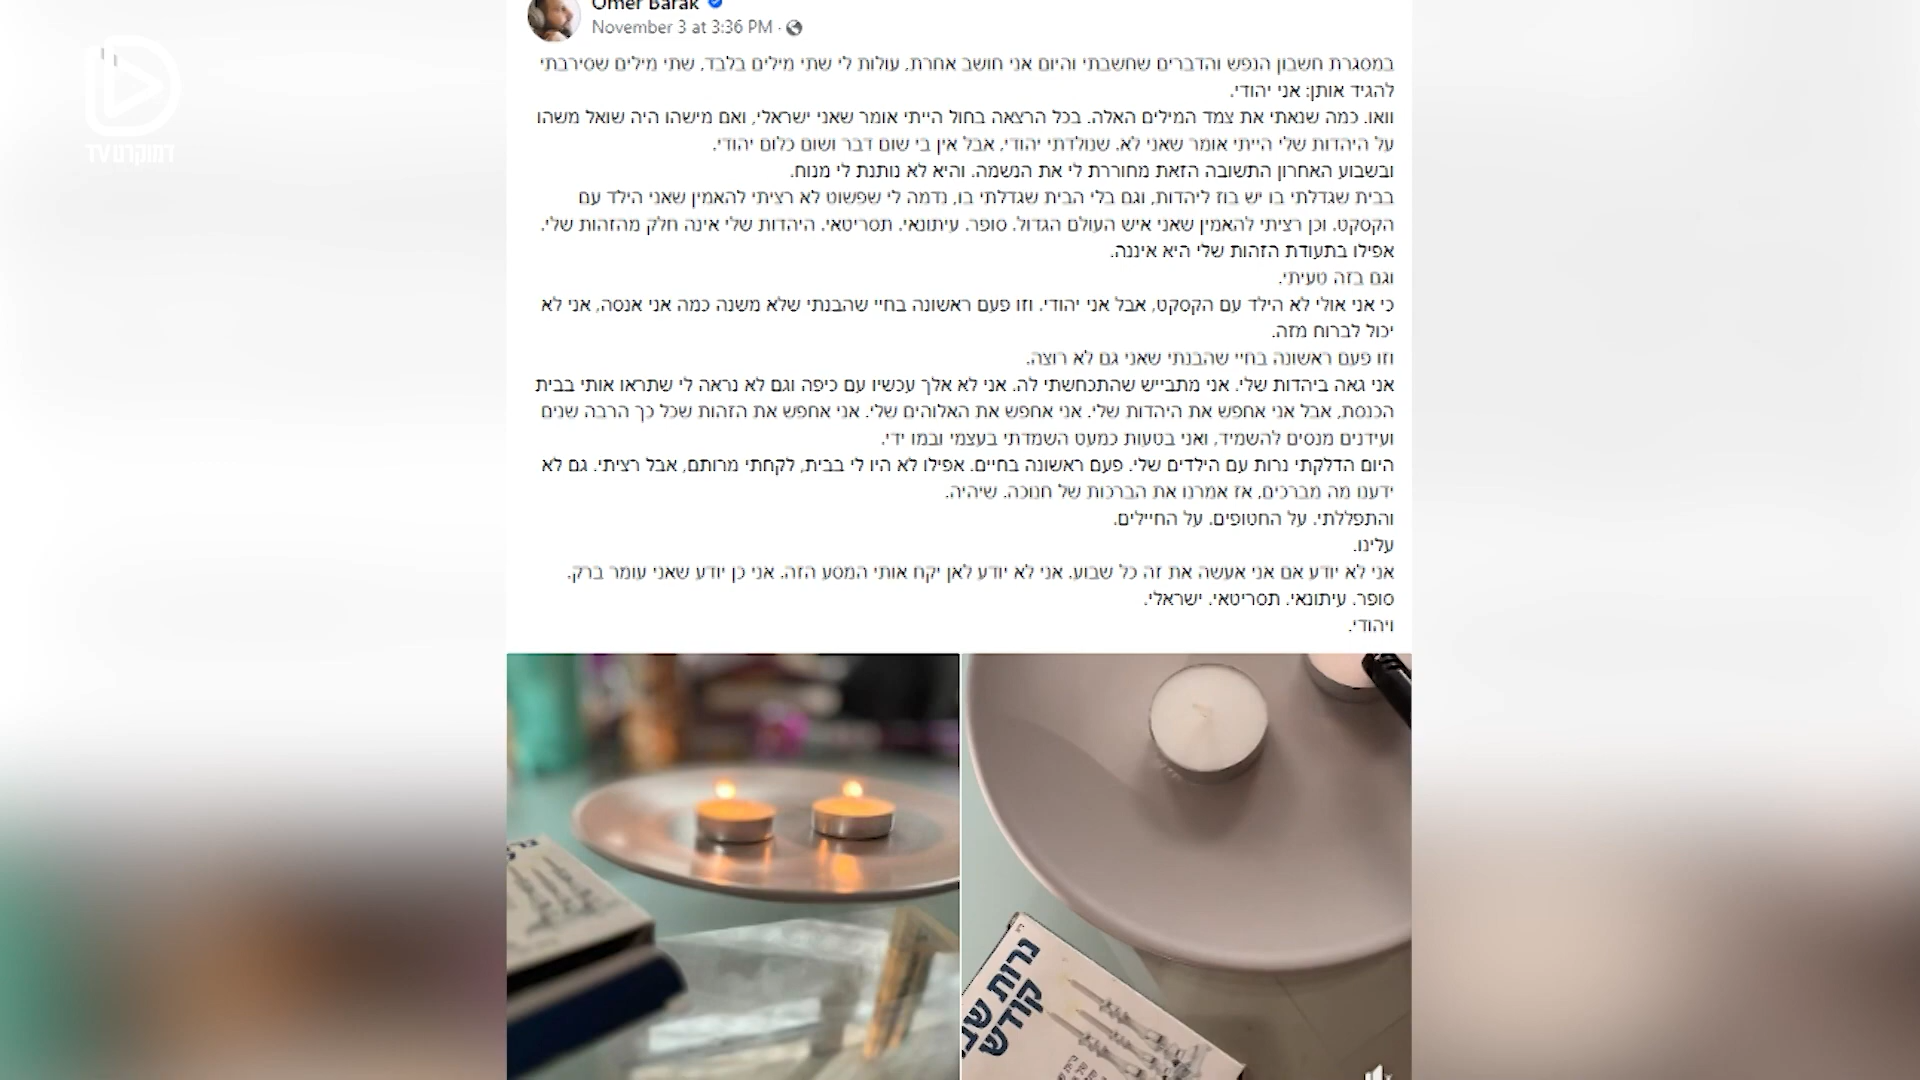 Omer Barak
November 3 at 3:36 PM ·
דמוקרט TV
במסגרת חשבון הנפש והדברים שחשבתי והיום אני חושב אחרת, עולות לי שתי מילים בלבד, שתי מילים שסירבתי
להגיד אותן: אני יהודי.
וואו. כמה שנאתי את צמד המילים האלה. בכל הרצאה בחול הייתי אומר שאני ישראלי, ואם מישהו היה שואל משהו
על היהדות שלי הייתי אומר שאני לא. שנולדתי יהודי, אבל אין בי שום דבר ושום כלום יהודי.
ובשבוע האחרון התשובה הזאת מחוררת לי את הנשמה. והיא לא נותנת לי מנוח.
בבית שגדלתי בו יש בוז ליהדות, וגם בלי הבית שגדלתי בו, נדמה לי שפשוט לא רציתי להאמין שאני הילד עם
הקסקט. וכן רציתי להאמין שאני איש העולם הגדול. סופר. עיתונאי. תסריטאי. היהדות שלי אינה חלק מהזהות שלי.
אפילו בתעודת הזהות שלי היא איננה.
וגם בזה טעיתי.
כי אני אולי לא הילד עם הקסקט, אבל אני יהודי. וזו פעם ראשונה בחיי שהבנתי שלא משנה כמה אני אנסה, אני לא
יכול לברוח מזה.
וזו פעם ראשונה בחיי שהבנתי שאני גם לא רוצה.
אני גאה ביהדות שלי. אני מתבייש שהתכחשתי לה. אני לא אלך עכשיו עם כיפה וגם לא נראה לי שתראו אותי בבית
הכנסת, אבל אני אחפש את היהדות שלי. אני אחפש את האלוהים שלי. אני אחפש את הזהות שכל כך הרבה שנים
ועידנים מנסים להשמיד, ואני בטעות כמעט השמדתי בעצמי ובמו ידי.
היום הדלקתי נרות עם הילדים שלי. פעם ראשונה בחיים. אפילו לא היו לי בבית, לקחתי מרותם, אבל רציתי. גם לא
ידענו מה מברכים, אז אמרנו את הברכות של חנוכה. שיהיה.
והתפללתי. על החטופים. על החיילים.
עלינו.
אני לא יודע אם אני אעשה את זה כל שבוע. אני לא יודע לאן יקח אותי המסע הזה. אני כן יודע שאני עומר ברק.
סופר. עיתונאי. תסריטאי. ישראלי.
ויהודי.
נרות שב
קודש